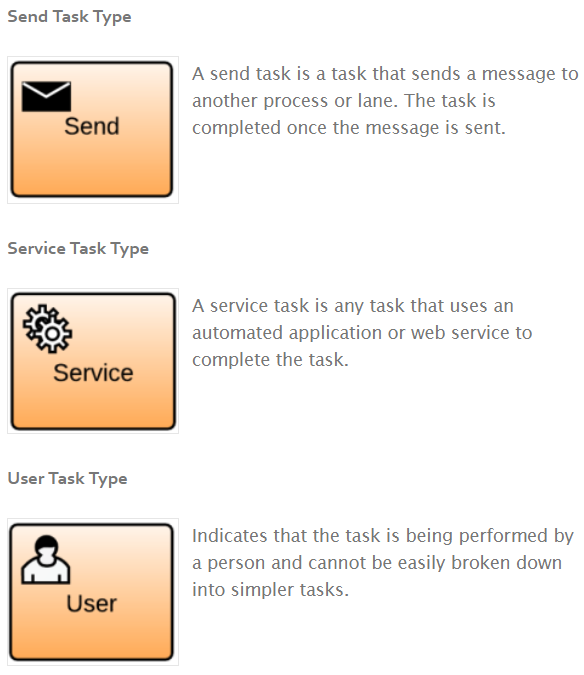 Send Task Type
Send
A send task is a task that sends a message to
another process or lane. The task is
completed once the message is sent.
Service Task Type
Service
A service task is any task that uses an
automated application or web service to
complete the task.
User Task Type
User
Indicates that the task is being performed by
a person and cannot be easily broken down
into simpler tasks.